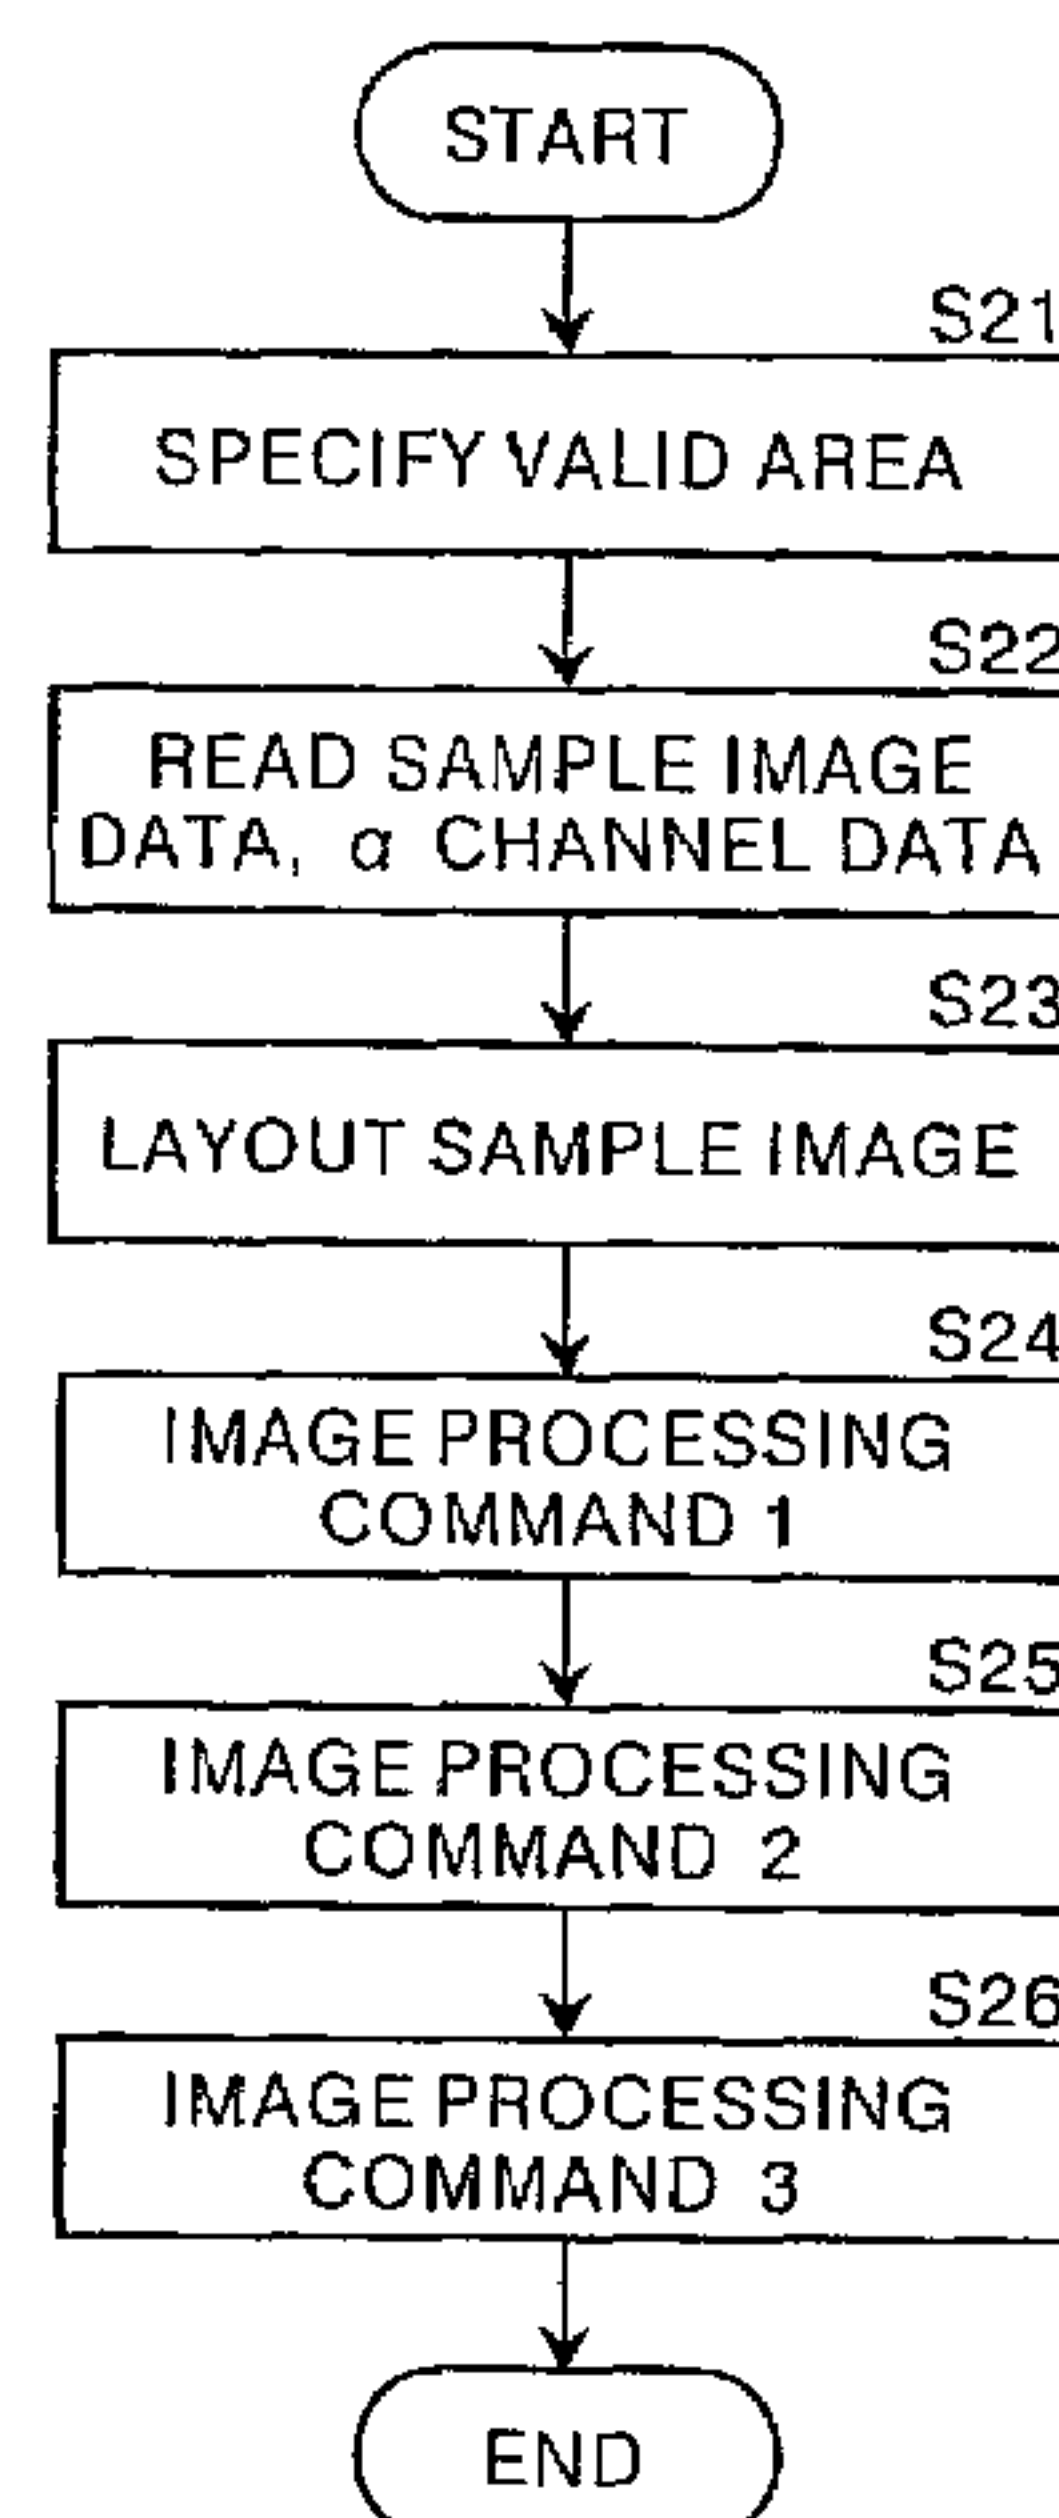 START
S21
SPECIFY VALID AREA
S22
READ SAMPLE IMAGE
DATA, α CHANNEL DATA
S23
LAYOUT SAMPLE IMAGE
S24
IMAGE PROCESSING
COMMAND 1
S25
IMAGE PROCESSING
COMMAND 2
S26
IMAGE PROCESSING
COMMAND 3
END